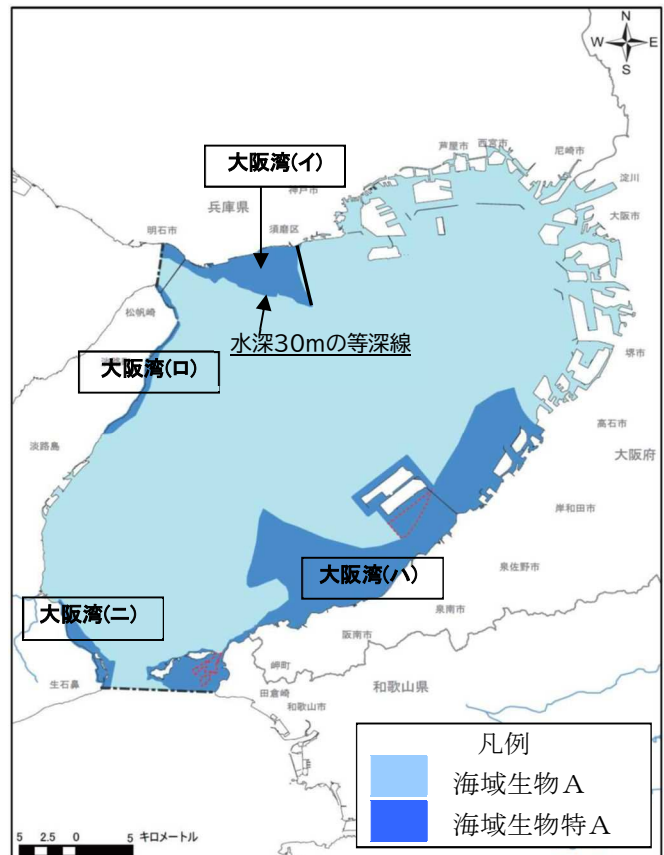 N
W E
S
芦屋市
西宮市
尼崎市
大阪湾(イ)
淀川
神戸市
兵庫県
大阪市
明石市
須磨区
松帆崎
水深30mの等深線
堺市
大阪湾(ロ)
高石市
淡路島
大阪府
岸和田市
大阪湾(ハ)
泉佐野市
大阪湾(ニ)
泉南市
阪南市
岬町
生石鼻
田倉崎
和歌山県
和歌山市
凡例
海域生物A
海域生物特A
5 2.5 0 5 キロメートル